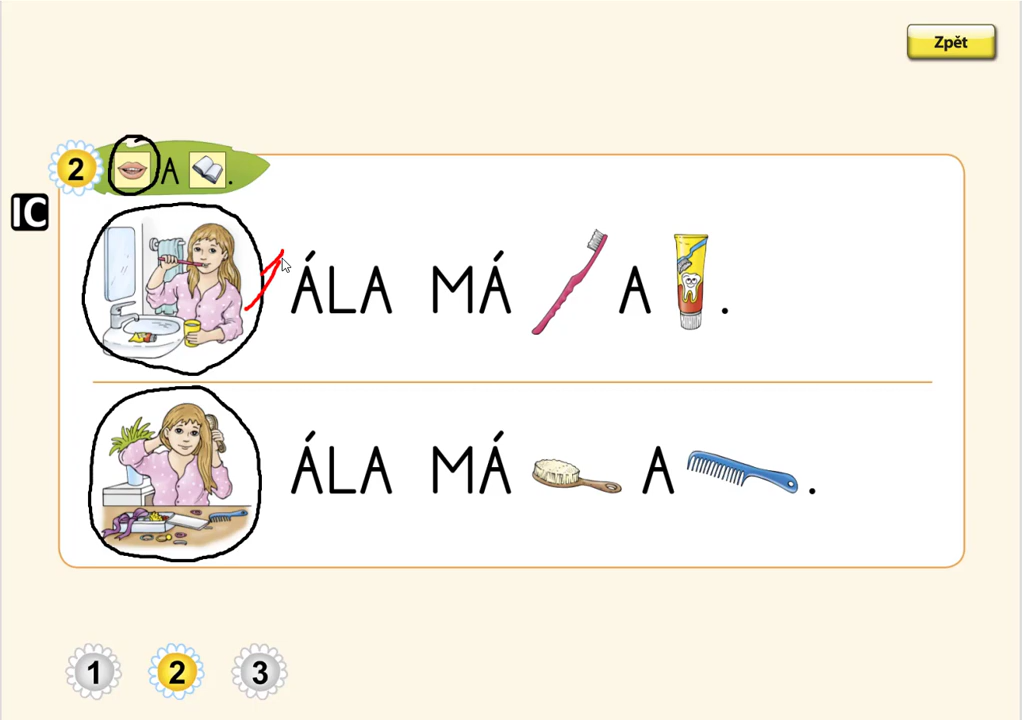 Zpět
2 A .
IC
ÁLA MÁ A .
ÁLA MÁ A .
1 2 3